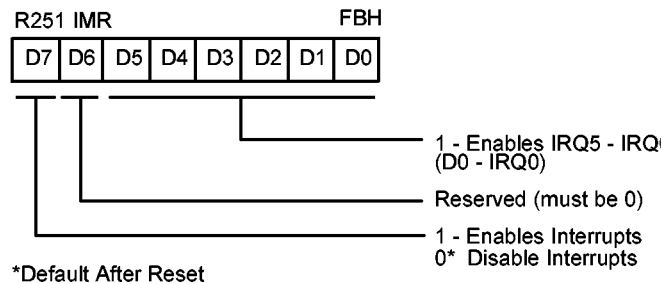 R251 IMR FBH
D7 D6 D5 D4 D3 D2 D1 D0
1 - Enables IRQ5 - IRQ0
(D0 - IRQ0)
Reserved (must be 0)
1 - Enables Interrupts
0* Disable Interrupts
*Default After Reset